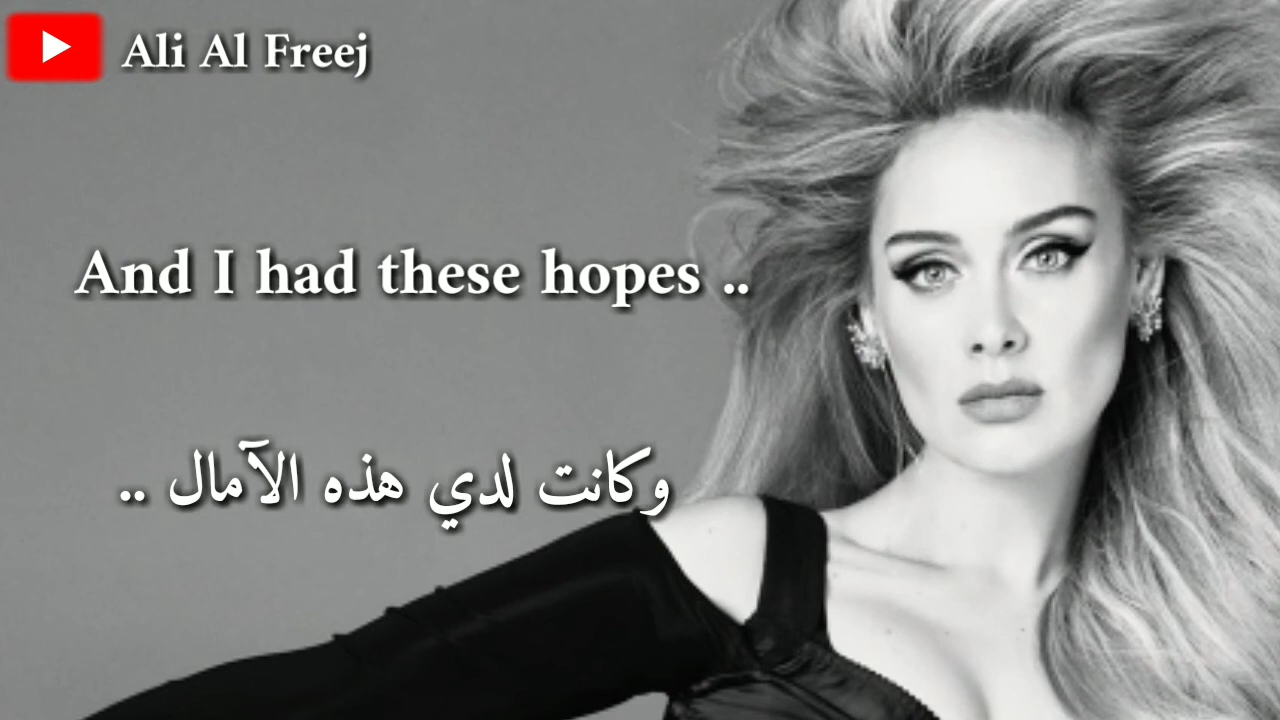 Ali Al Freej
And I had these hopes ..
وكانت لدي هذه الآمال ..